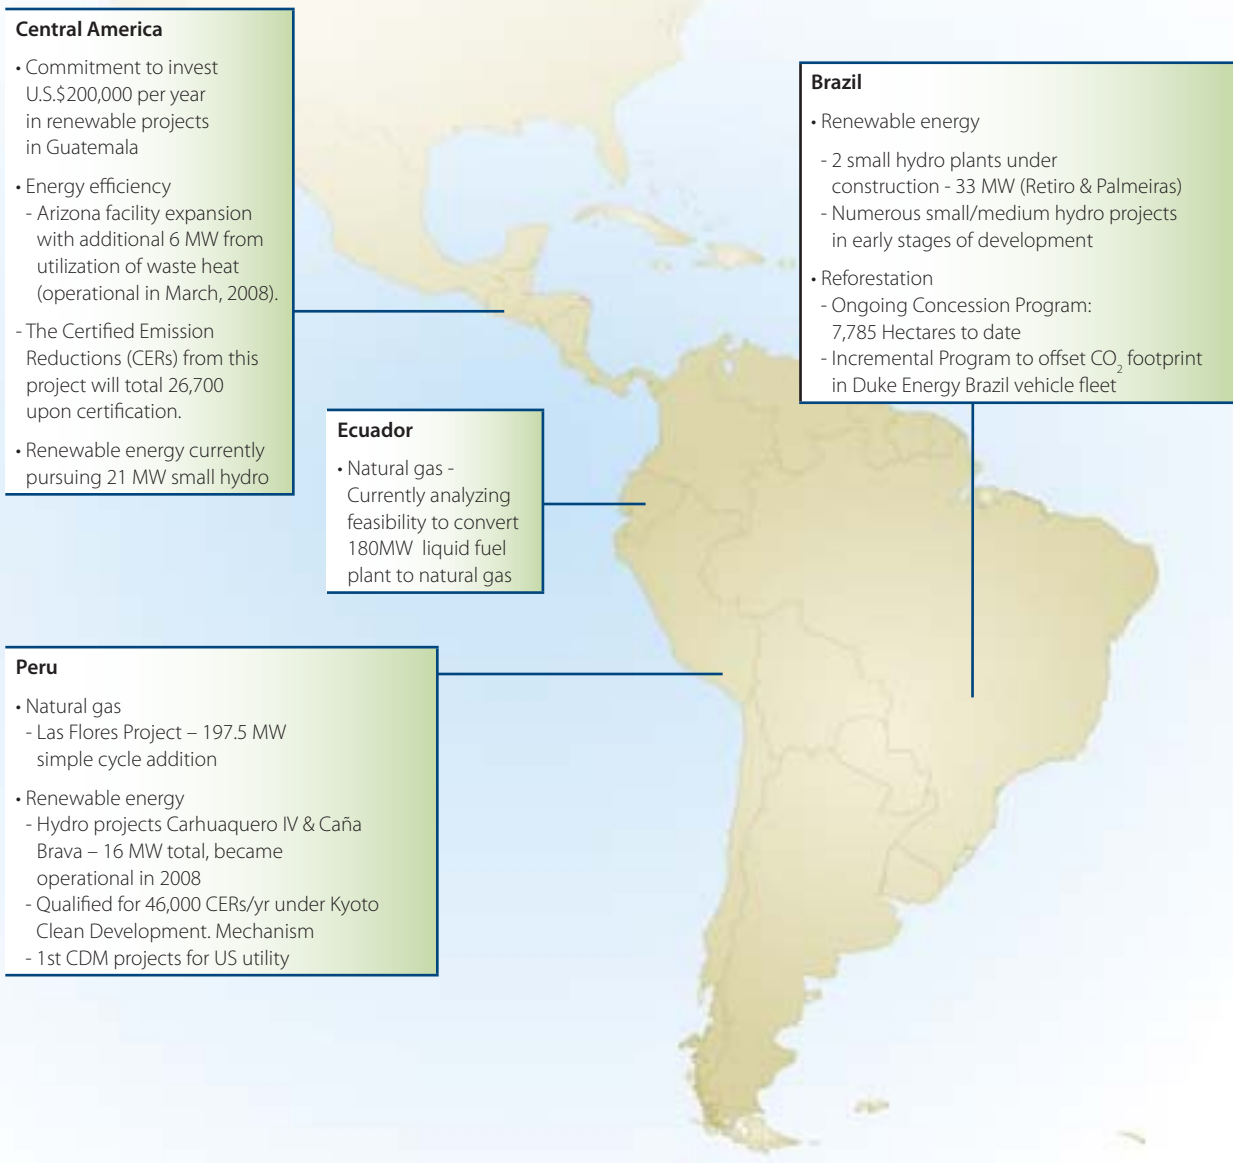 Central America
• Commitment to invest
U.S.$200,000 per year
in renewable projects
in Guatemala
• Energy efficiency
- Arizona facility expansion
with additional 6 MW from
utilization of waste heat
(operational in March, 2008).
- The Certified Emission
Reductions (CERs) from this
project will total 26,700
upon certification.
• Renewable energy currently
pursuing 21 MW small hydro
Brazil
• Renewable energy
- 2 small hydro plants under
construction - 33 MW (Retiro & Palmeiras)
- Numerous small/medium hydro projects
in early stages of development
• Reforestation
- Ongoing Concession Program:
7,785 Hectares to date
- Incremental Program to offset CO₂ footprint
in Duke Energy Brazil vehicle fleet
Ecuador
• Natural gas -
Currently analyzing
feasibility to convert
180MW liquid fuel
plant to natural gas
Peru
• Natural gas
- Las Flores Project – 197.5 MW
simple cycle addition
• Renewable energy
- Hydro projects Carhuaquero IV & Caña
Brava – 16 MW total, became
operational in 2008
- Qualified for 46,000 CERs/yr under Kyoto
Clean Development. Mechanism
- 1st CDM projects for US utility